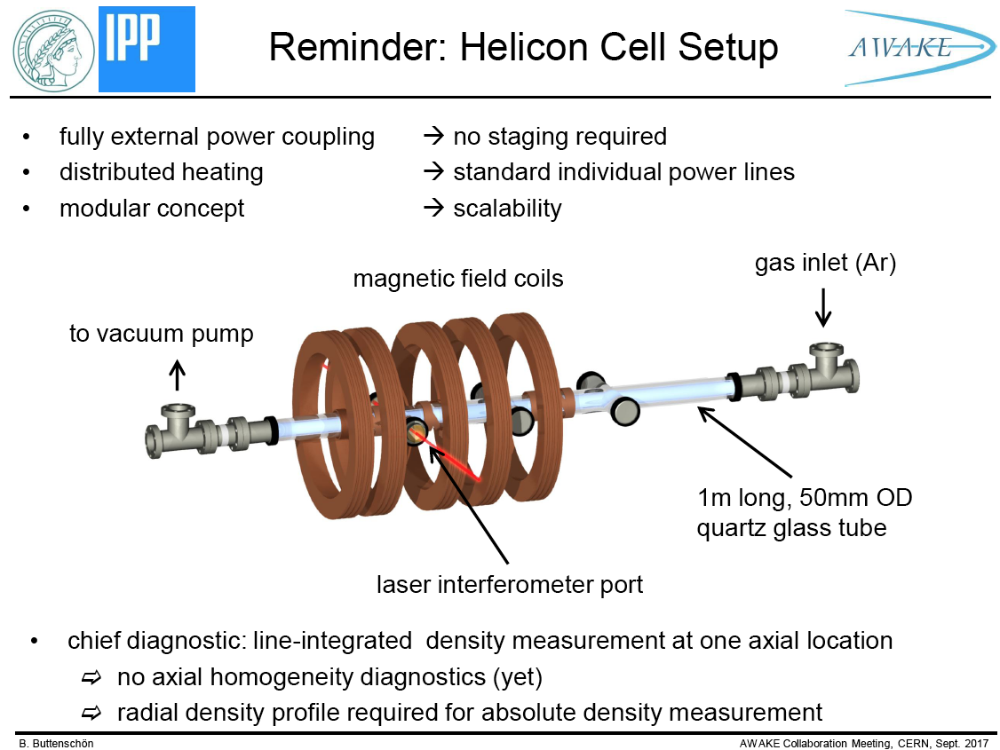 IPP
Reminder: Helicon Cell Setup
AWAKE
• fully external power coupling → no staging required
• distributed heating → standard individual power lines
• modular concept → scalability
gas inlet (Ar)
magnetic field coils
to vacuum pump
1m long, 50mm OD
quartz glass tube
laser interferometer port
• chief diagnostic: line-integrated  density measurement at one axial location
⇨ no axial homogeneity diagnostics (yet)
⇨ radial density profile required for absolute density measurement
B. Buttenschön
AWAKE Collaboration Meeting, CERN, Sept. 2017